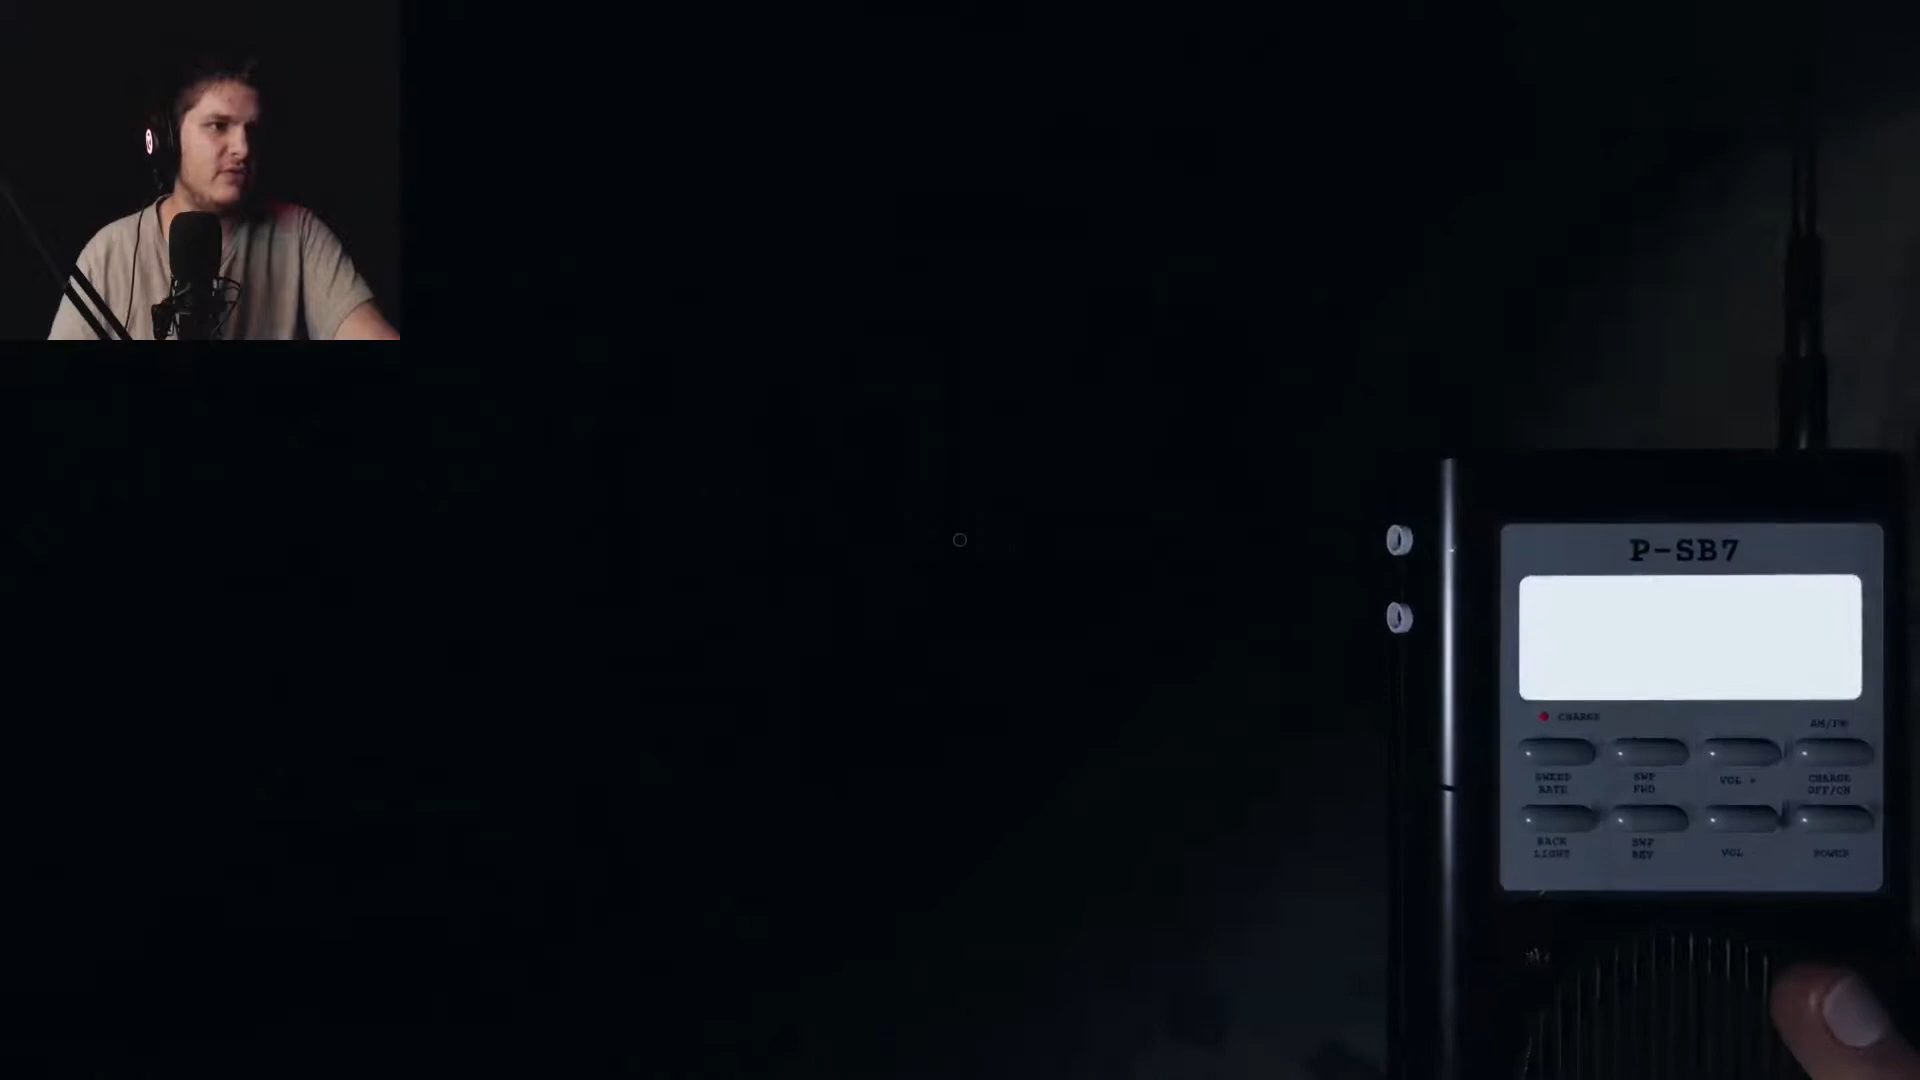 P-SB7
CHARGE
AM/FM
SWEEP RATE
SWP FWD
VOL +
CHARGE OFF/ON
BACK LIGHT
SWP REV
VOL
POWER